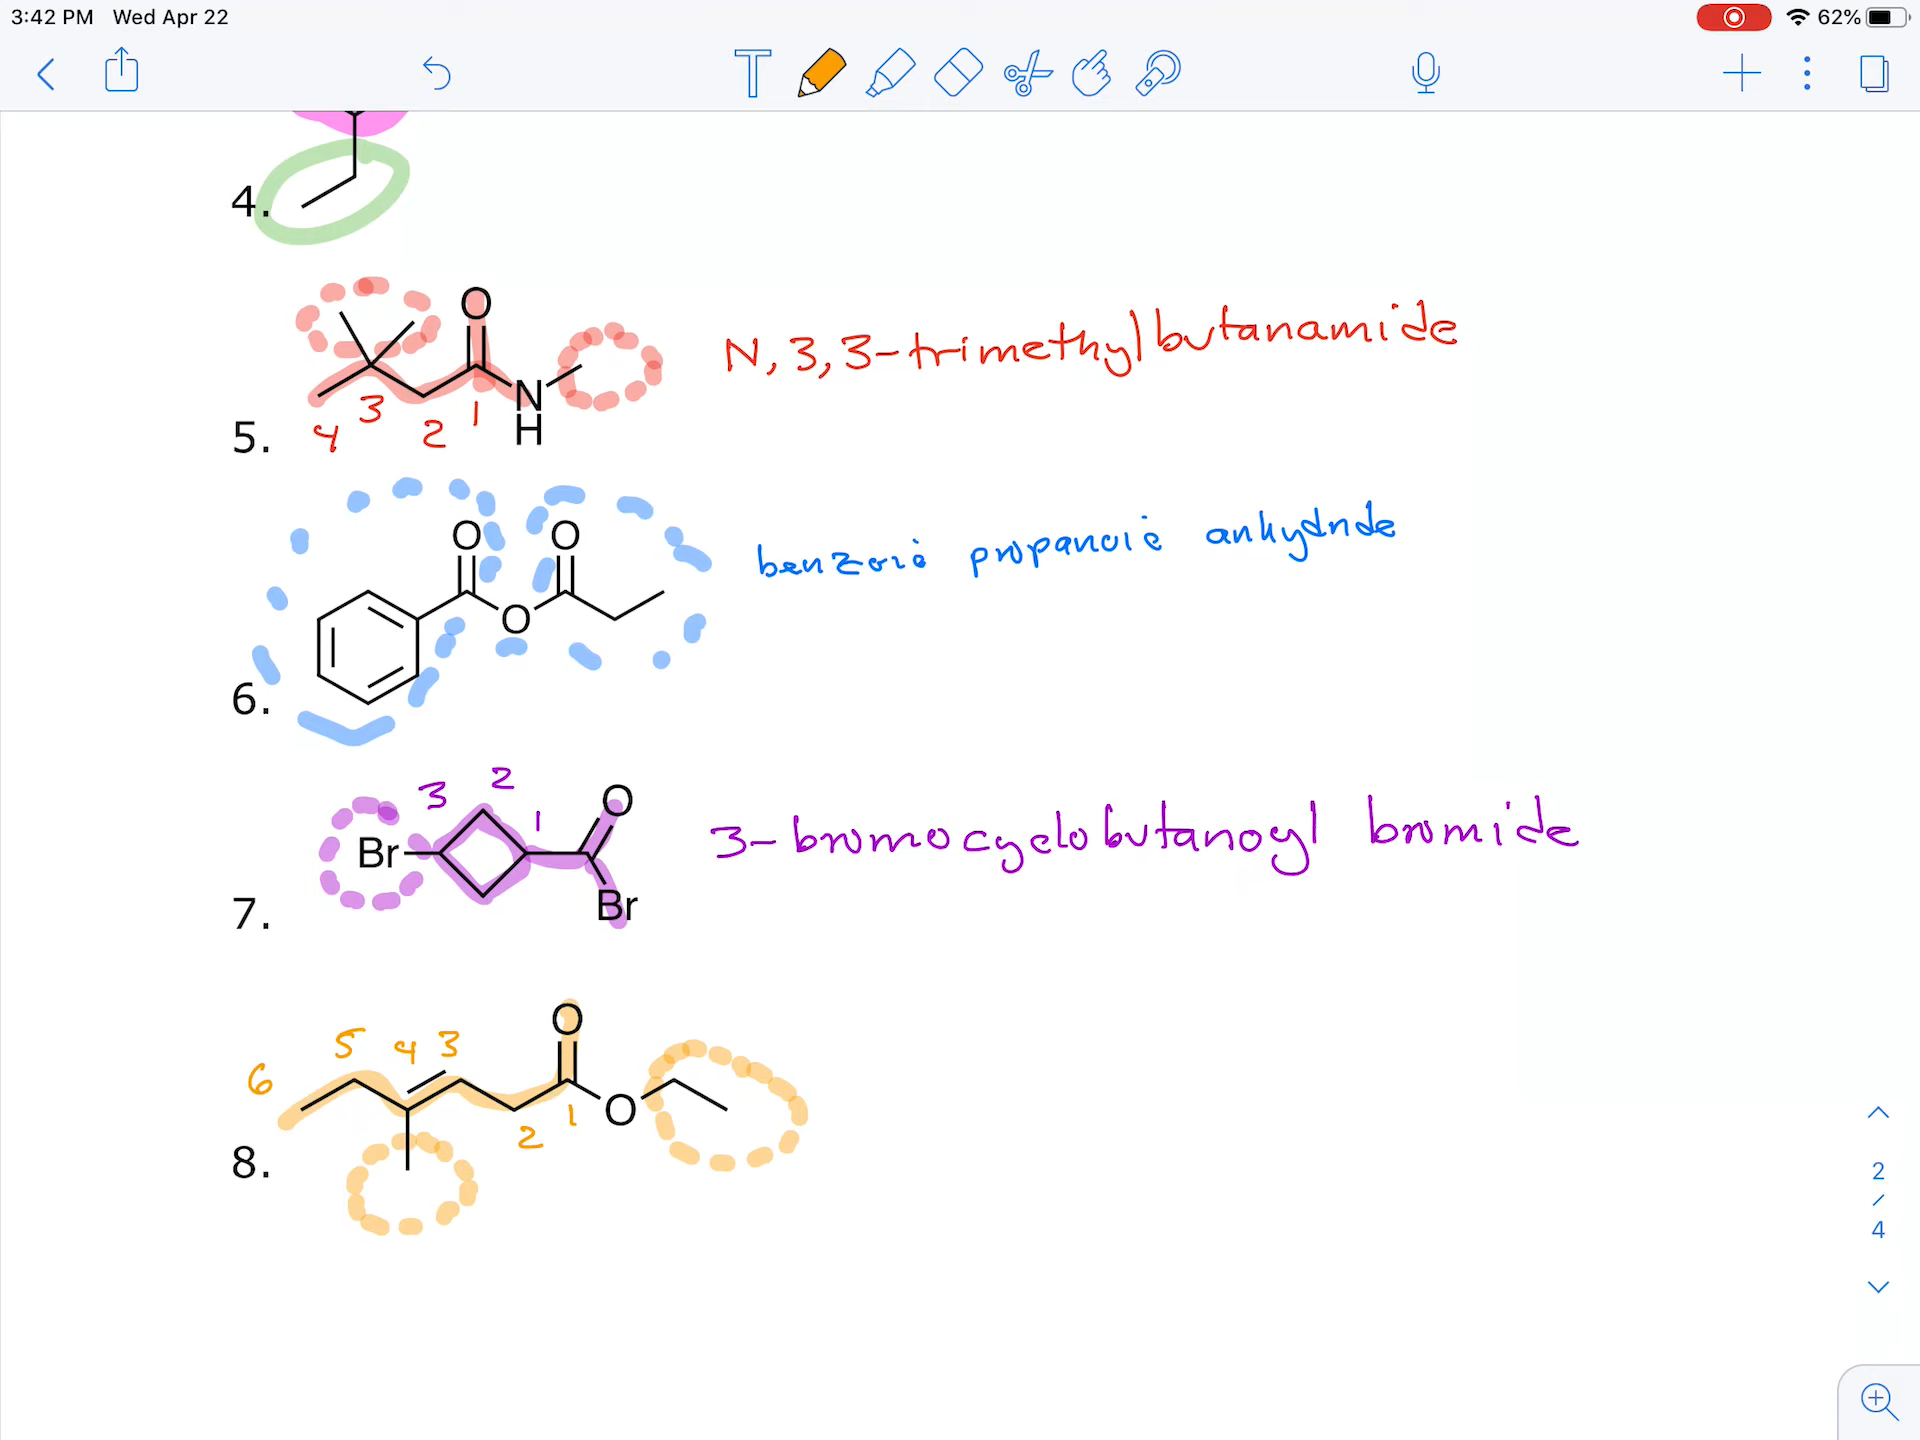 3:42 PM Wed Apr 22
62%
4.
O
N,3,3-trimethylbutanamide
N
H
3
1
4
2
5.
O
O
benzoic propanoic anhydride
O
6.
2
3
1
O
Br
3-bromocyclobutanoyl bromide
Br
7.
O
5
4
3
6
O
1
2
8.
2
/
4